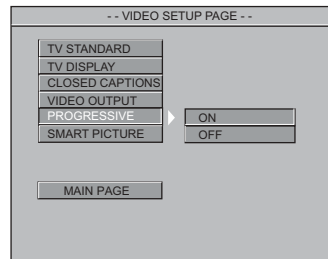 - - VIDEO SETUP PAGE - -
TV STANDARD
TV DISPLAY
CLOSED CAPTIONS
VIDEO OUTPUT
PROGRESSIVE
ON
SMART PICTURE
OFF
MAIN PAGE